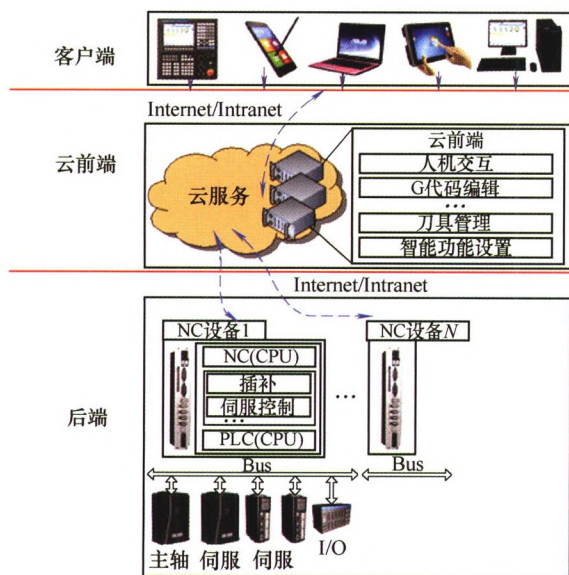 客户端
Internet/Intranet
云前端
云服务
云前端
人机交互
G代码编辑
...
刀具管理
智能功能设置
Internet/Intranet
后端
NC设备1
NC(CPU)
插补
伺服控制
...
PLC(CPU)
...
NC设备N
Bus
Bus
主轴 伺服 伺服 I/O